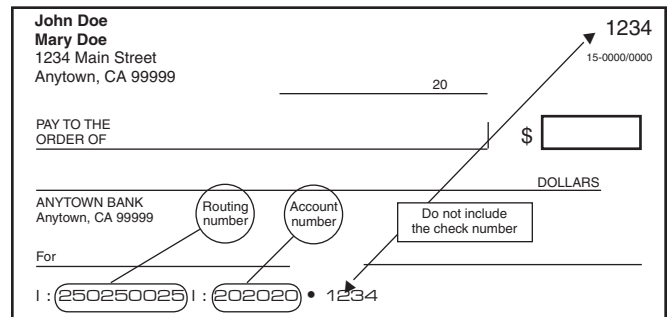 John Doe
Mary Doe
1234 Main Street
Anytown, CA 99999
1234
15-0000/0000
20
PAY TO THE
ORDER OF
$
DOLLARS
ANYTOWN BANK
Anytown, CA 99999
Routing
number
Account
number
Do not include
the check number
For
I : 250250025 I : 202020 • 1234